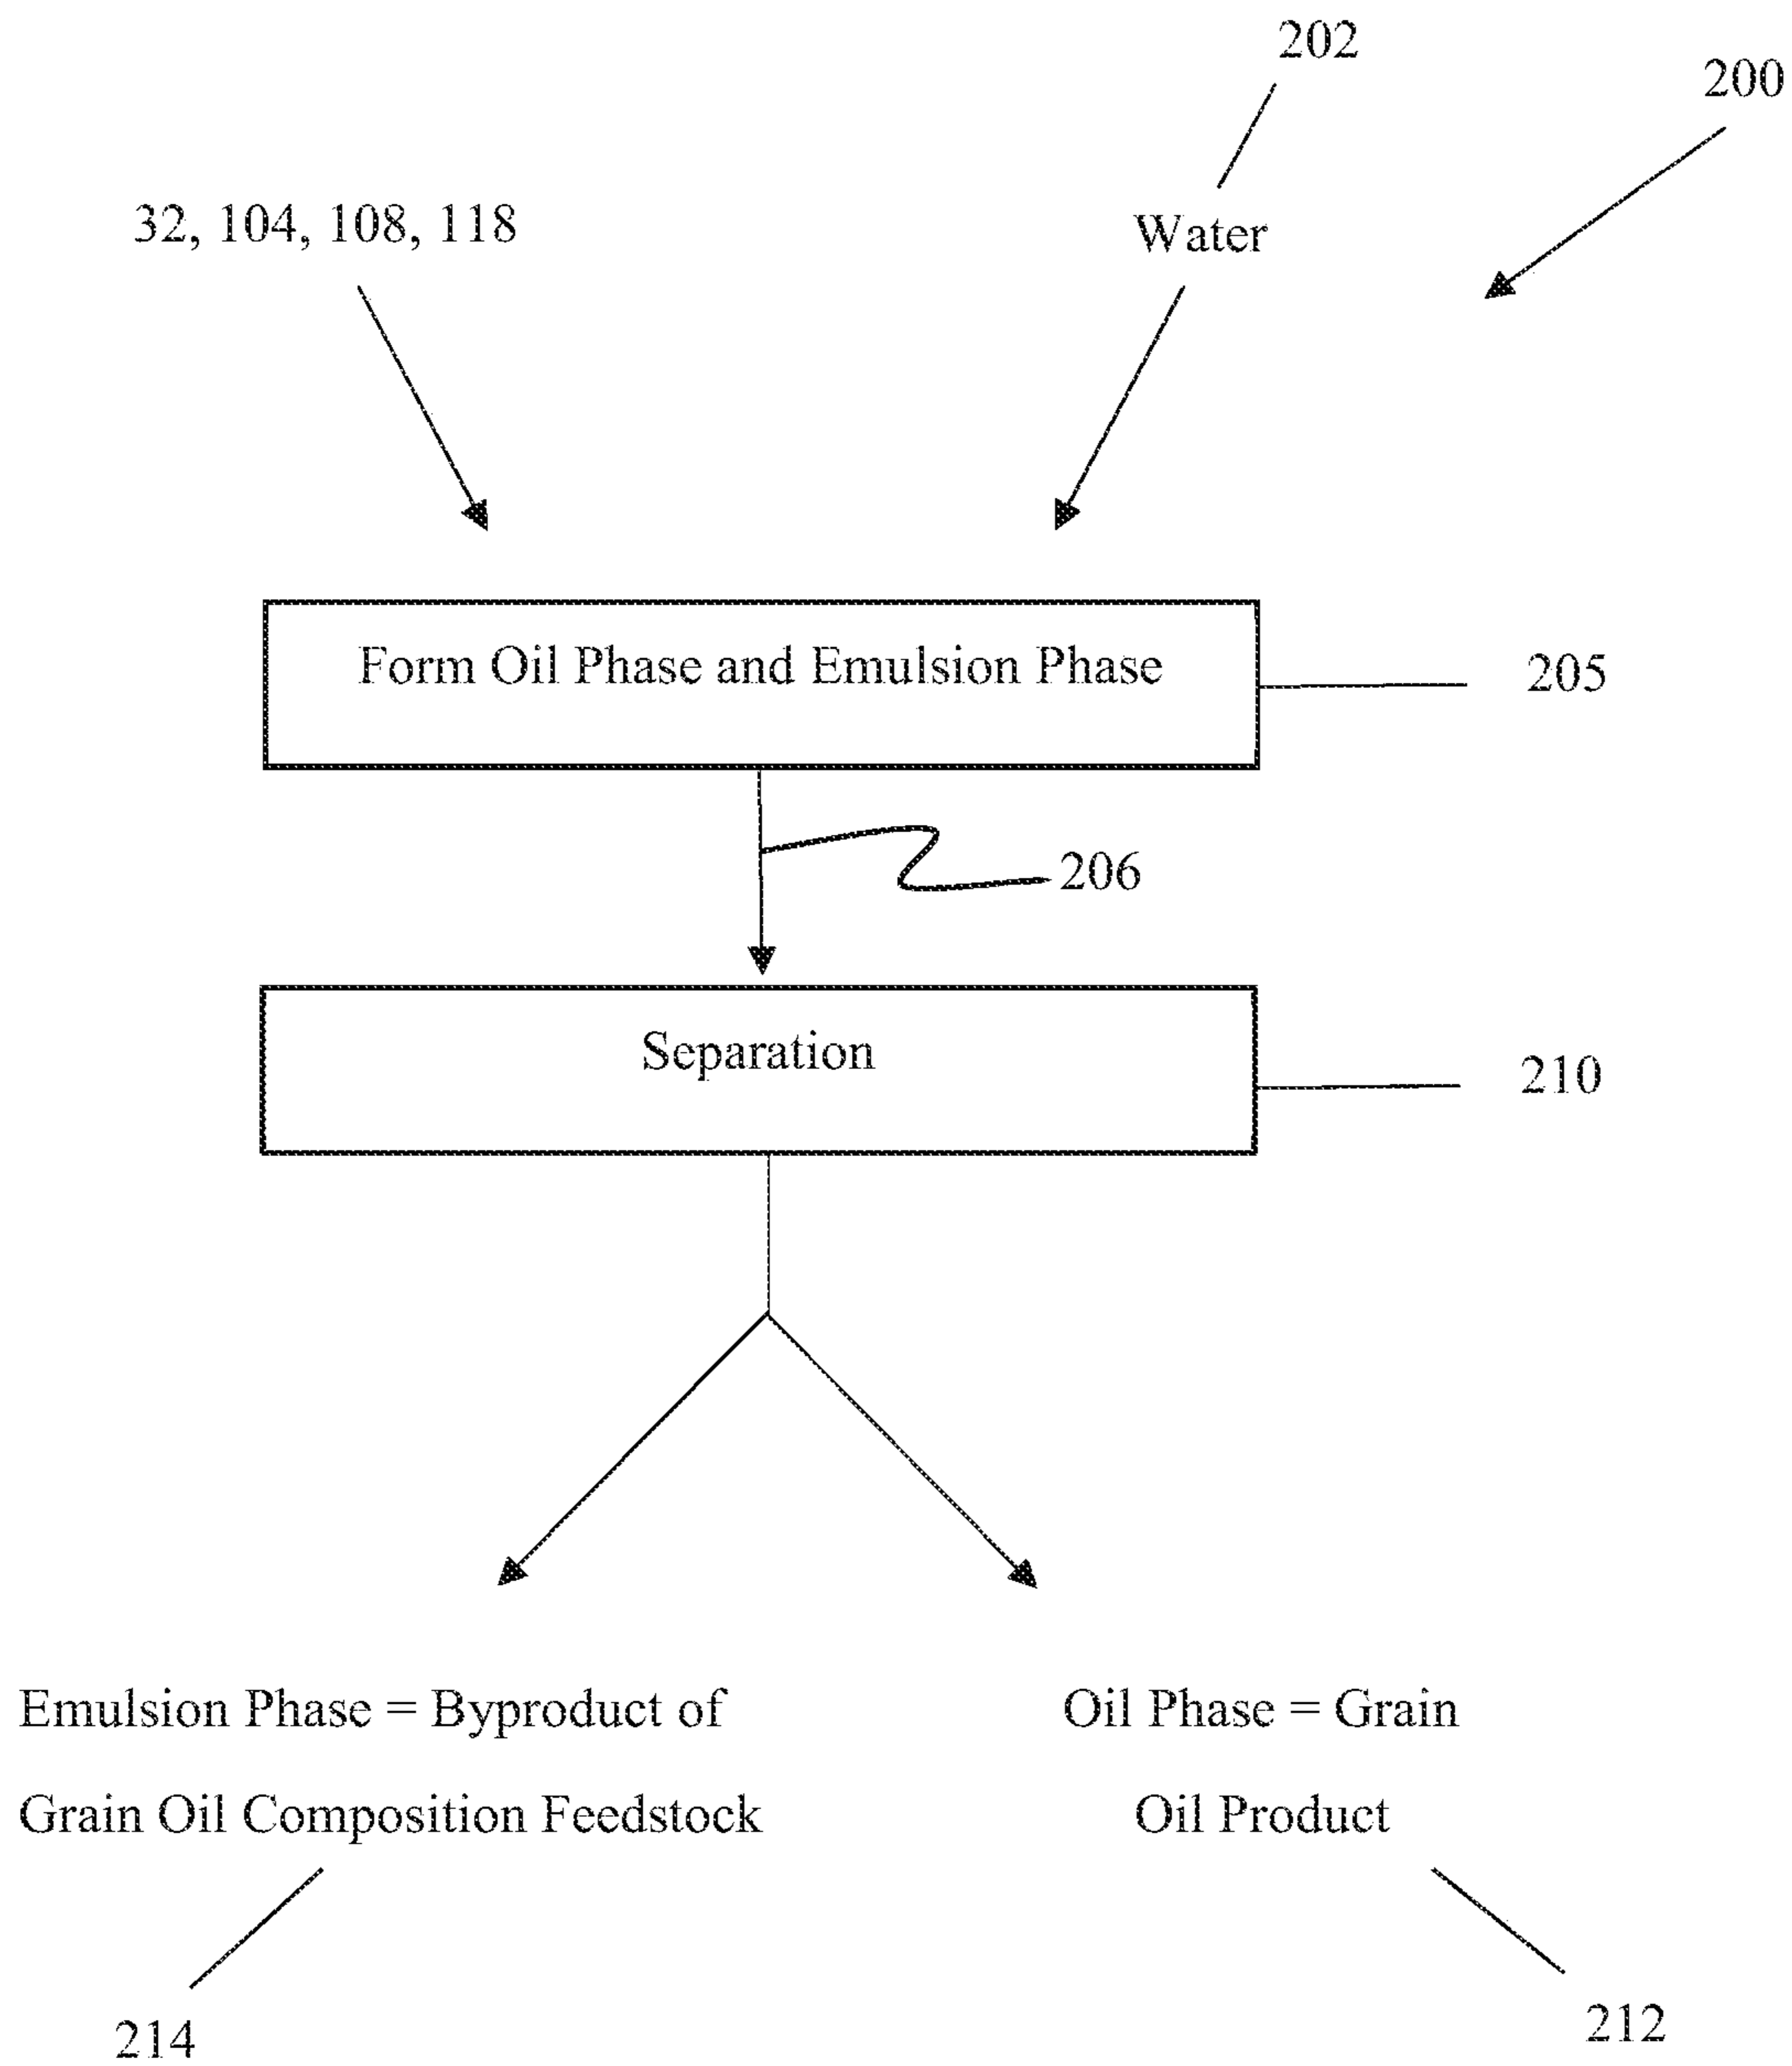 202
200
32, 104, 108, 118
Water
Form Oil Phase and Emulsion Phase
205
206
Separation
210
Emulsion Phase = Byproduct of
Grain Oil Composition Feedstock
Oil Phase = Grain
Oil Product
214
212